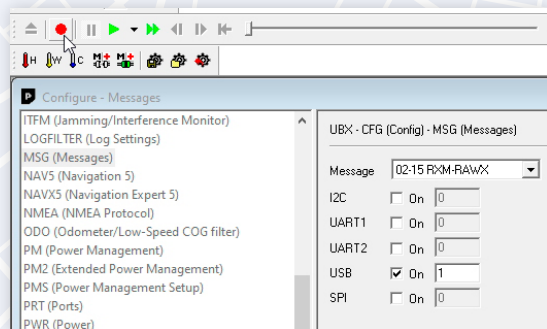 H W C
Configure - Messages
ITFM (Jamming/Interference Monitor)
LOGFILTER (Log Settings)
MSG (Messages)
NAV5 (Navigation 5)
NAVX5 (Navigation Expert 5)
NMEA (NMEA Protocol)
ODO (Odometer/Low-Speed COG filter)
PM (Power Management)
PM2 (Extended Power Management)
PMS (Power Management Setup)
PRT (Ports)
PWR (Power)
UBX - CFG (Config) - MSG (Messages)
Message 02-15 RXM-RAWX
I2C On 0
UART1 On 0
UART2 On 0
USB On 1
SPI On 0